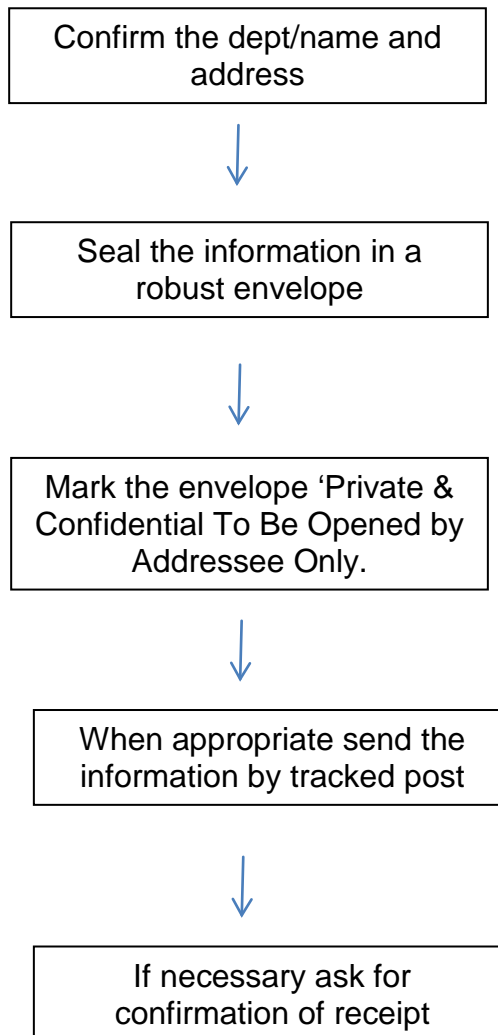 Confirm the dept/name and
address
Seal the information in a
robust envelope
Mark the envelope ‘Private &
Confidential To Be Opened by
Addressee Only.
When appropriate send the
information by tracked post
If necessary ask for
confirmation of receipt